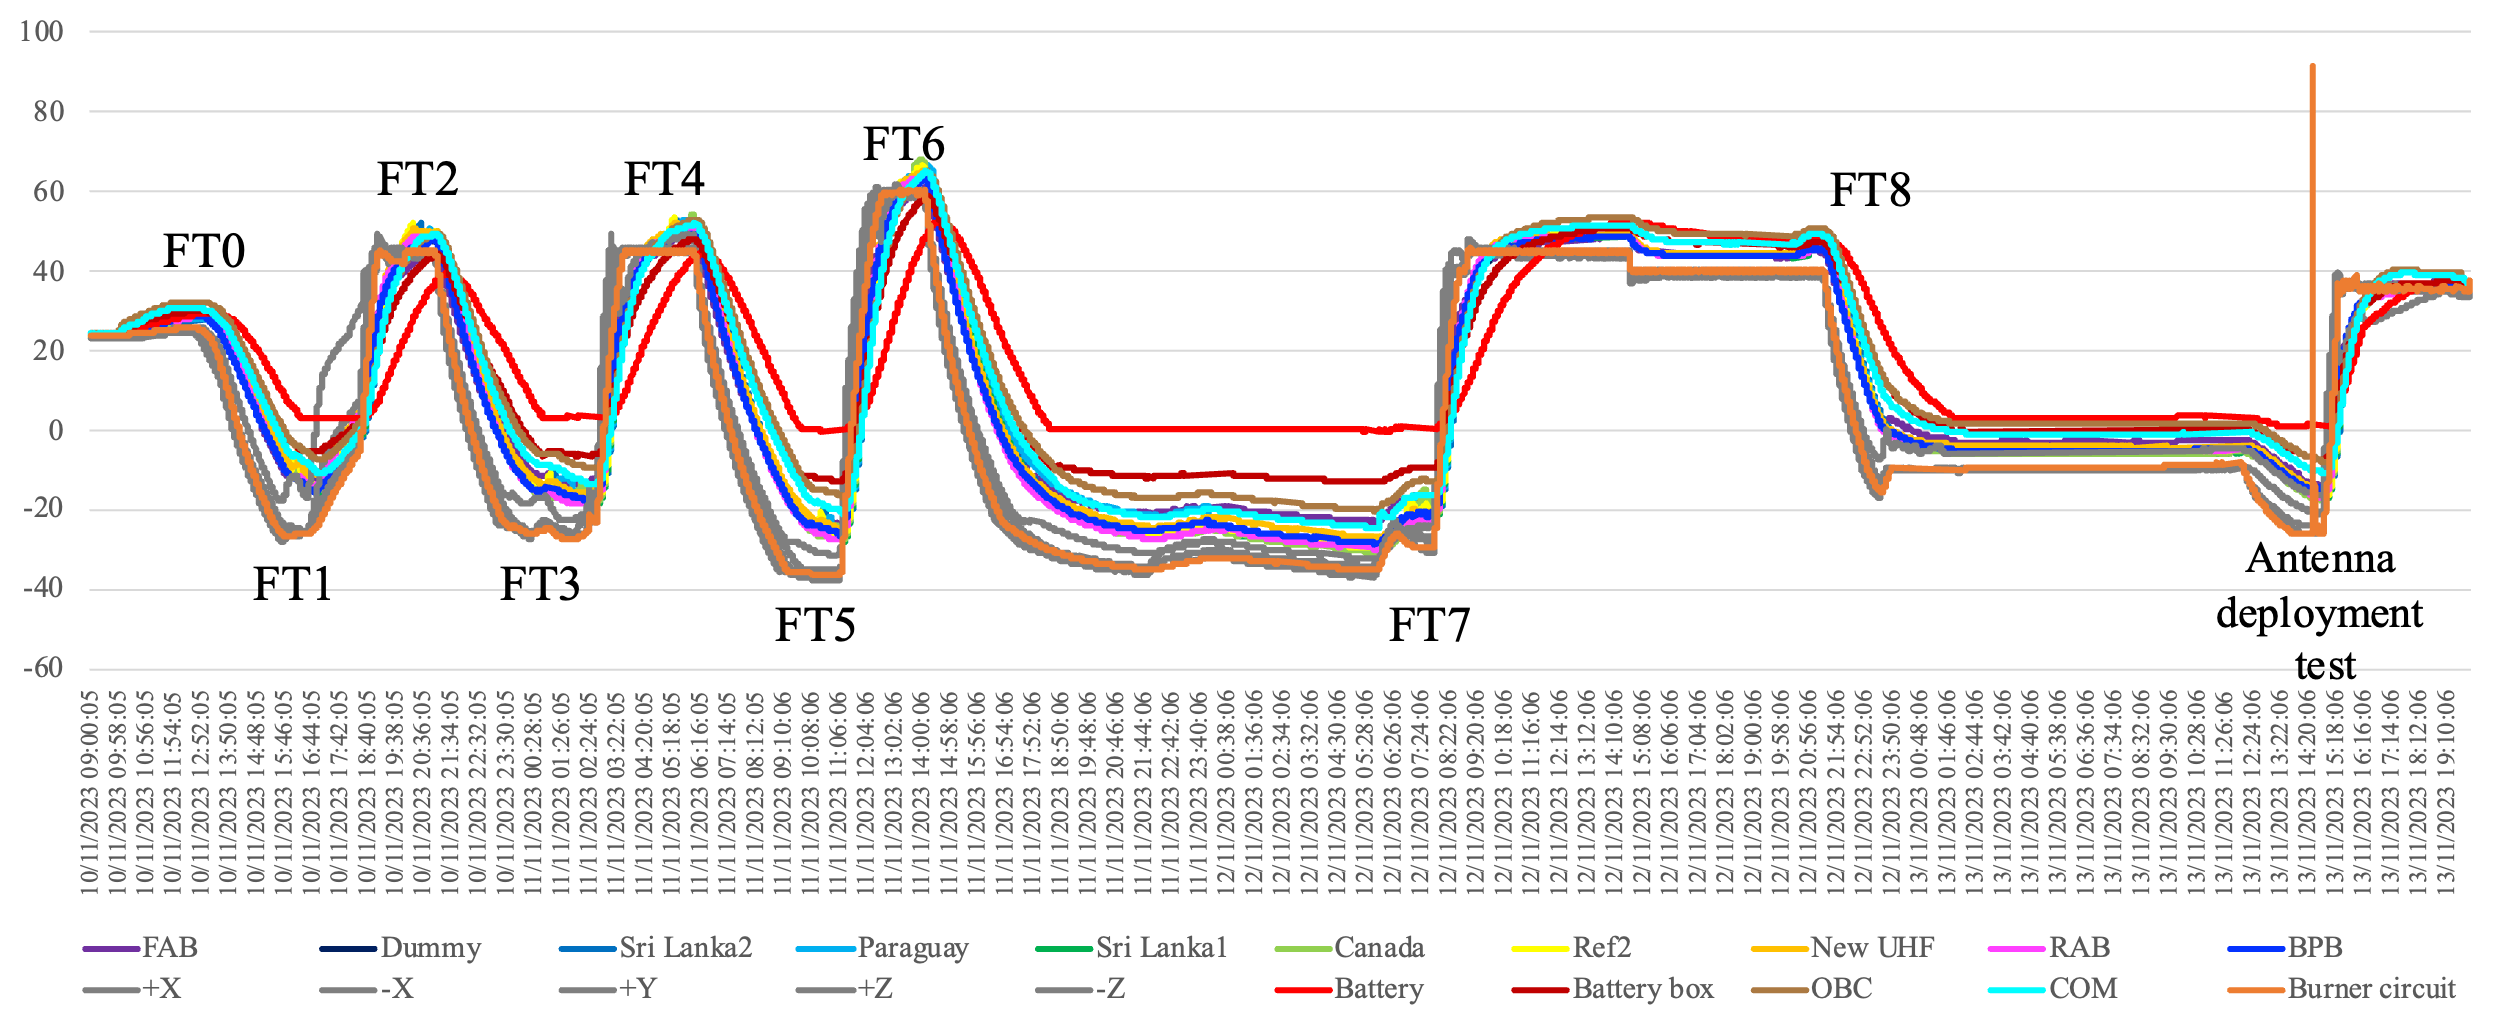 100
80
60
40
20
0
-20
-40
-60
FT0
FT1
FT2
FT3
FT4
FT5
FT6
FT7
FT8
Antenna
deployment
test
10/11/2023 09:00:05
10/11/2023 09:58:05
10/11/2023 10:56:05
10/11/2023 11:54:05
10/11/2023 12:52:05
10/11/2023 13:50:05
10/11/2023 14:48:05
10/11/2023 15:46:05
10/11/2023 16:44:05
10/11/2023 17:42:05
10/11/2023 18:40:05
10/11/2023 19:38:05
10/11/2023 20:36:05
10/11/2023 21:34:05
10/11/2023 22:32:05
10/11/2023 23:30:05
11/11/2023 00:28:05
11/11/2023 01:26:05
11/11/2023 02:24:05
11/11/2023 03:22:05
11/11/2023 04:20:05
11/11/2023 05:18:05
11/11/2023 06:16:05
11/11/2023 07:14:05
11/11/2023 08:12:05
11/11/2023 09:10:06
11/11/2023 10:08:06
11/11/2023 11:06:06
11/11/2023 12:04:06
11/11/2023 13:02:06
11/11/2023 14:00:06
11/11/2023 14:58:06
11/11/2023 15:56:06
11/11/2023 16:54:06
11/11/2023 17:52:06
11/11/2023 18:50:06
11/11/2023 19:48:06
11/11/2023 20:46:06
11/11/2023 21:44:06
11/11/2023 22:42:06
11/11/2023 23:40:06
12/11/2023 00:38:06
12/11/2023 01:36:06
12/11/2023 02:34:06
12/11/2023 03:32:06
12/11/2023 04:30:06
12/11/2023 05:28:06
12/11/2023 06:26:06
12/11/2023 07:24:06
12/11/2023 08:22:06
12/11/2023 09:20:06
12/11/2023 10:18:06
12/11/2023 11:16:06
12/11/2023 12:14:06
12/11/2023 13:12:06
12/11/2023 14:10:06
12/11/2023 15:08:06
12/11/2023 16:06:06
12/11/2023 17:04:06
12/11/2023 18:02:06
12/11/2023 19:00:06
12/11/2023 19:58:06
12/11/2023 20:56:06
12/11/2023 21:54:06
12/11/2023 22:52:06
12/11/2023 23:50:06
13/11/2023 00:48:06
13/11/2023 01:46:06
13/11/2023 02:44:06
13/11/2023 03:42:06
13/11/2023 04:40:06
13/11/2023 05:38:06
13/11/2023 06:36:06
13/11/2023 07:34:06
13/11/2023 08:32:06
13/11/2023 09:30:06
13/11/2023 10:28:06
13/11/2023 11:26:06
13/11/2023 12:24:06
13/11/2023 13:22:06
13/11/2023 14:20:06
13/11/2023 15:18:06
13/11/2023 16:16:06
13/11/2023 17:14:06
13/11/2023 18:12:06
13/11/2023 19:10:06
FAB
Dummy
Sri Lanka2
Paraguay
Sri Lanka1
Canada
Ref2
New UHF
RAB
BPB
+X
-X
+Y
+Z
-Z
Battery
Battery box
OBC
COM
Burner circuit